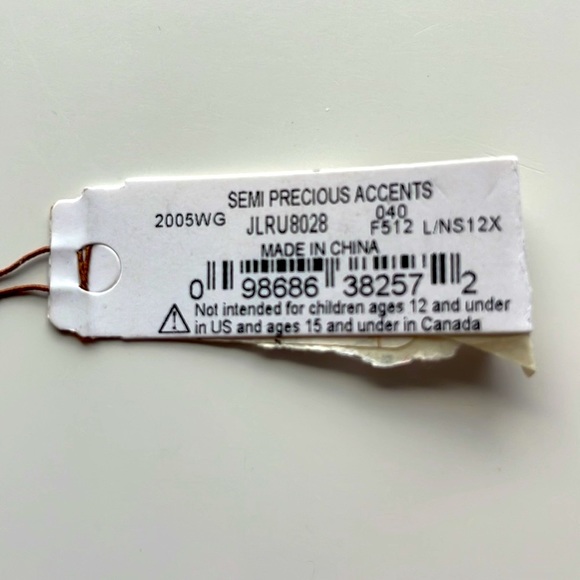 SEMI PRECIOUS ACCENTS
2005WG JLRU8028 040
F512 L/NS12X
MADE IN CHINA
0 98686 38257 2
Not intended for children ages 12 and under
in US and ages 15 and under in Canada